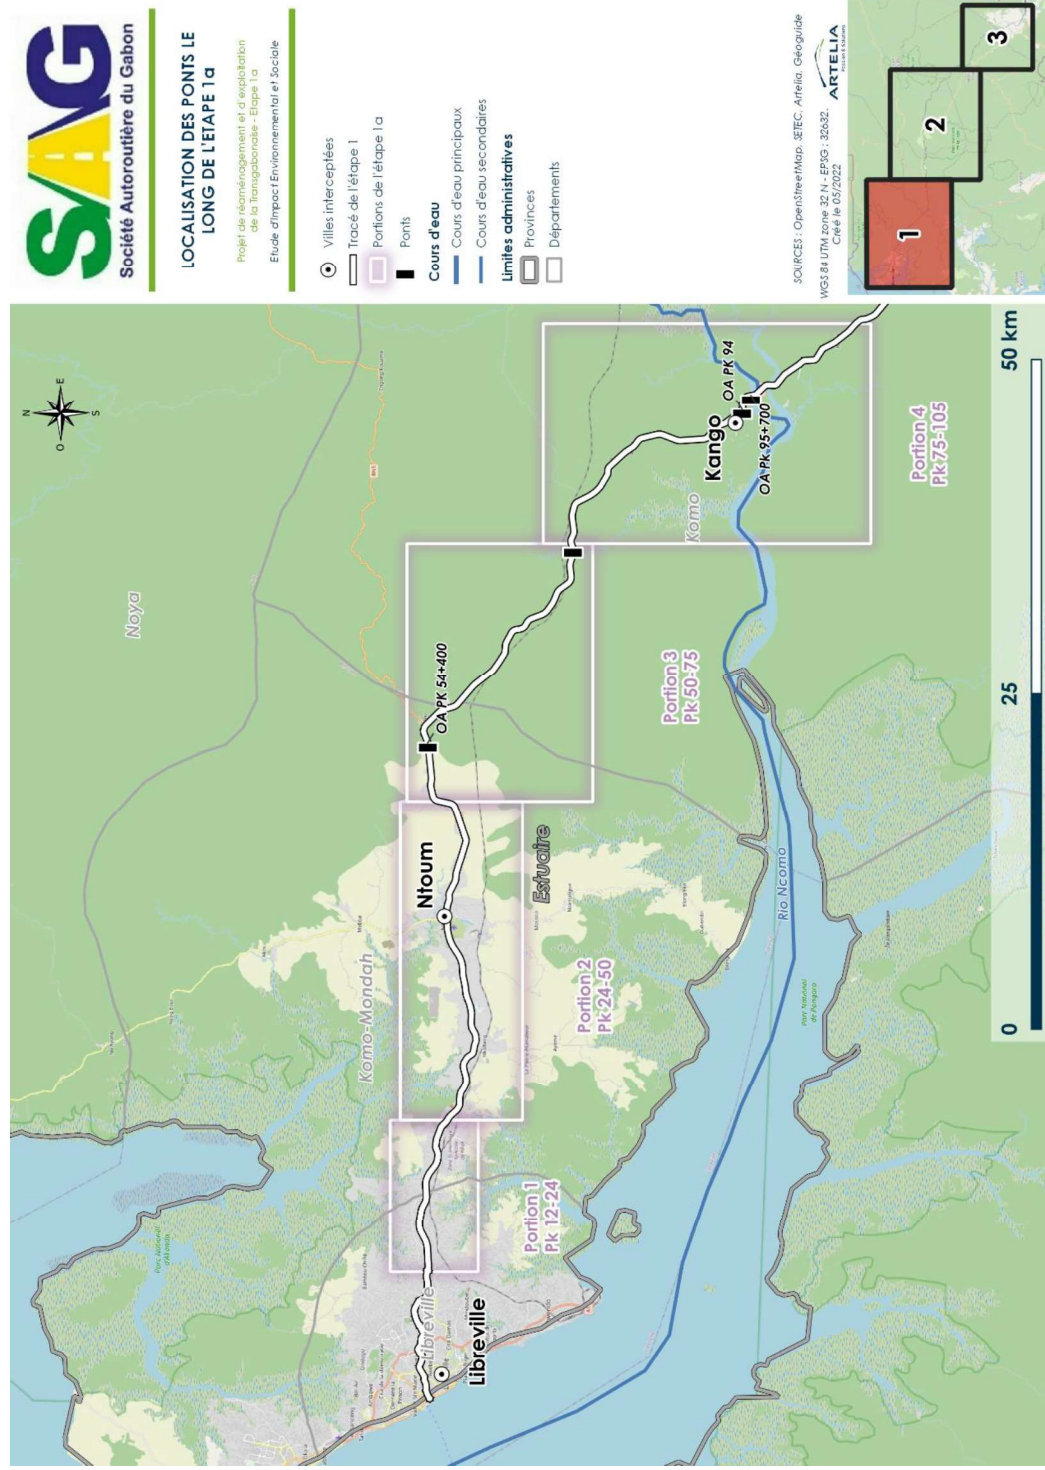 SAG
Société Autoroutière du Gabon
LOCALISATION DES PONTS LE
LONG DE L'ETAPE 1a
Projet de réaménagement et d'exploitation
de la Transgabonaise - Etape 1a
Etude d'Impact Environnemental et Sociale
Villes interceptées
Tracé de l'étape 1
Portions de l'étape 1a
Ponts
Cours d'eau
Cours d'eau principaux
Cours d'eau secondaires
Limites administratives
Provinces
Départements
SOURCES : OpenStreetMap, SETEC, Artelia, Géoguide
WGS 84 UTM zone 32 N - EPSG : 32632.
Créé le 05/2022
ARTELIA
1
2
3
N
O
E
S
Noya
Komo-Mondah
Ntoum
Estuaire
Libreville
Libreville
Kango
Komo
OA PK 54+400
OA PK 94
OA PK 95+700
Portion 1
Pk 12-24
Portion 2
Pk 24-50
Portion 3
Pk 50-75
Portion 4
Pk 75-105
Rio Ncomo
Parc National
de Pongara
0
25
50 km